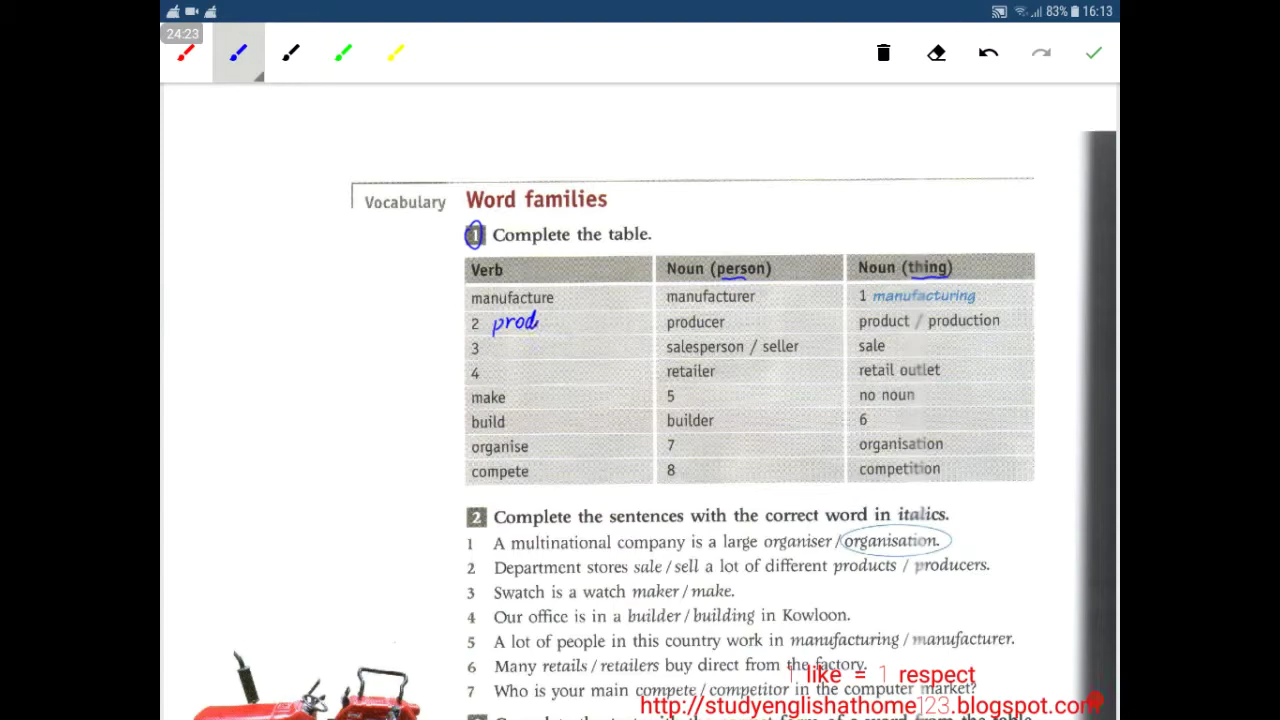 83% 16:13
24:23
Vocabulary Word families
1 Complete the table.
Verb Noun (person) Noun (thing)
manufacture manufacturer 1 manufacturing
2 prod producer product / production
3 salesperson / seller sale
4 retailer retail outlet
make 5 no noun
build builder 6
organise 7 organisation
compete 8 competition
2 Complete the sentences with the correct word in italics.
1 A multinational company is a large organiser / organisation.
2 Department stores sale / sell a lot of different products / producers.
3 Swatch is a watch maker / make.
4 Our office is in a builder / building in Kowloon.
5 A lot of people in this country work in manufacturing / manufacturer.
6 Many retails / retailers buy direct from the factory.
1 like = 1 respect
7 Who is your main compete / competitor in the computer market?
http://studyenglishathome123.blogspot.com